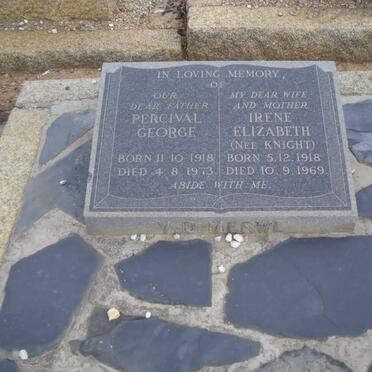 IN LOVING MEMORY
OF
OUR
DEAR FATHER
PERCIVAL
GEORGE
BORN 11.10.1918
DIED 4.8.1973
MY DEAR WIFE
AND MOTHER
IRENE
ELIZABETH
(NEE KNIGHT)
BORN 5.12.1918
DIED 10.9.1969
ABIDE WITH ME.